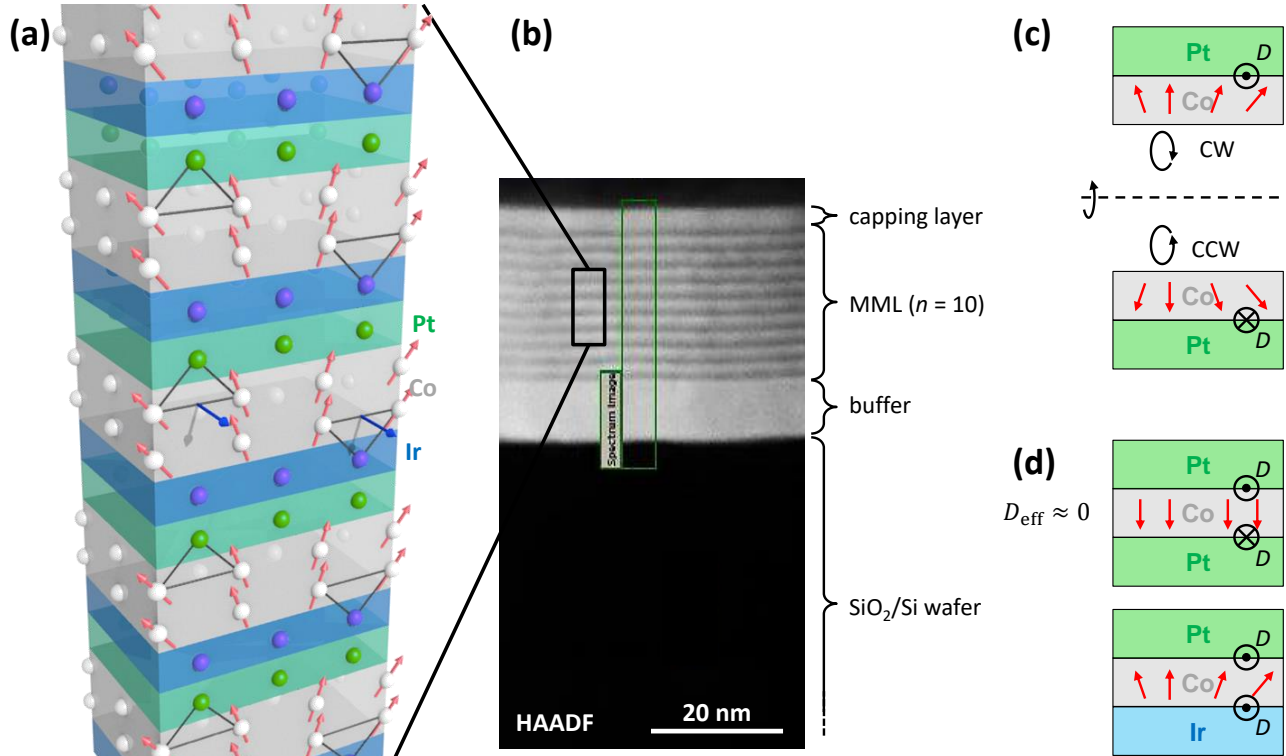 (a)
Pt
Co
Ir
(b)
Spectrum Image
HAADF
20 nm
capping layer
MML (n = 10)
buffer
SiO₂/Si wafer
(c)
Pt
D
Co
CW
CCW
Co
D
Pt
(d)
D_eff ≈ 0
Pt
D
Co
D
Pt
Pt
D
Co
D
Ir